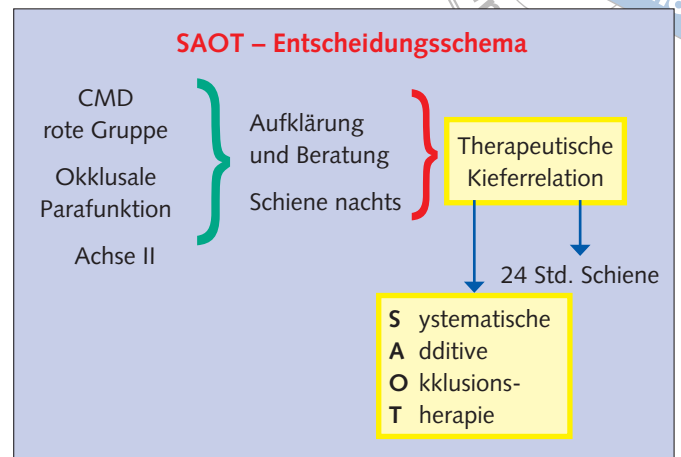 SAOT – Entscheidungsschema
CMD
rote Gruppe
Okklusale
Parafunktion
Achse II
Aufklärung
und Beratung
Schiene nachts
Therapeutische
Kieferrelation
24 Std. Schiene
S ystematische
A dditive
O kklusions-
T herapie